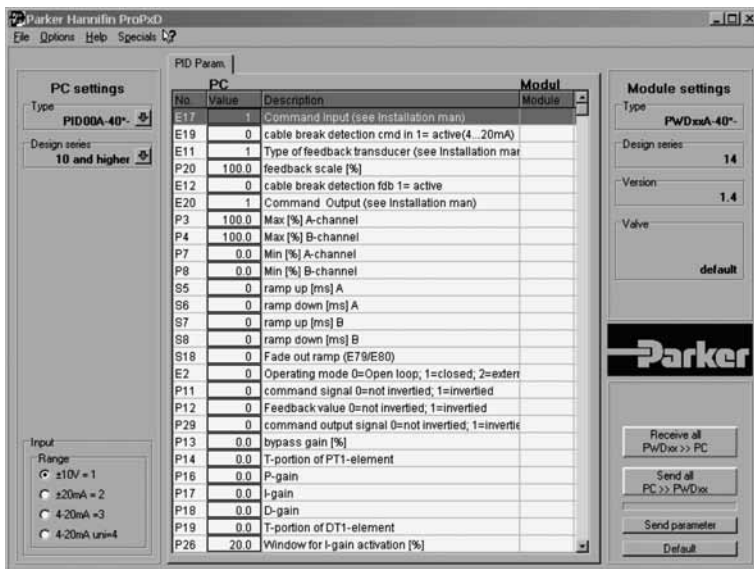 Parker Hannifin ProPxD
File Options Help Specials ?
PID Param.
PC settings
Type
PID00A-40*-
Design series
10 and higher
Input
Range
±10V = 1
±20mA = 2
4-20mA =3
4-20mA uni=4
PC Modul
No. Value Description Module
E17 1 Command Input (see Installation man)
E19 0 cable break detection cmd in 1= active(4...20mA)
E11 1 Type of feedback transducer (see Installation mar
P20 100.0 feedback scale [%]
E12 0 cable break detection fdb 1= active
E20 1 Command Output (see Installation man)
P3 100.0 Max [%] A-channel
P4 100.0 Max [%] B-channel
P7 0.0 Min [%] A-channel
P8 0.0 Min [%] B-channel
S5 0 ramp up [ms] A
S6 0 ramp down [ms] A
S7 0 ramp up [ms] B
S8 0 ramp down [ms] B
S18 0 Fade out ramp (E79/E80)
E2 0 Operating mode 0=Open loop; 1=closed; 2=extern
P11 0 command signal 0=not invertied; 1=invertied
P12 0 Feedback value 0=not invertied; 1=invertied
P29 0 command output signal 0=not invertied; 1=invertie
P13 0.0 bypass gain [%]
P14 0.0 T-portion of PT1-element
P16 0.0 P-gain
P17 0.0 I-gain
P18 0.0 D-gain
P19 0.0 T-portion of DT1-element
P26 20.0 Window for I-gain activation [%]
Module settings
Type
PWDxxA-40*-
Design series
14
Version
1.4
Valve
default
Parker
Receive all
PWDxx >> PC
Send all
PC >> PWDxx
Send parameter
Default